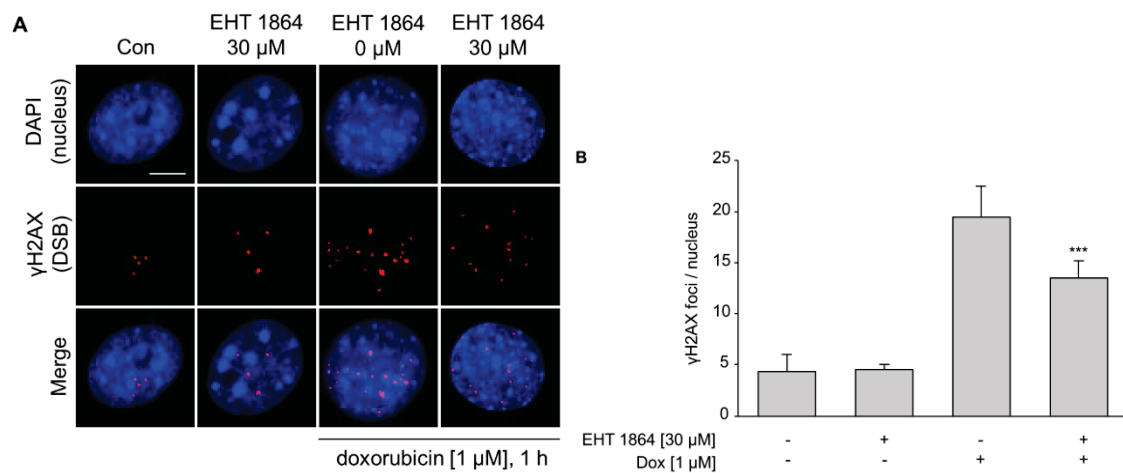 A
Con
EHT 1864
30 µM
EHT 1864
0 µM
EHT 1864
30 µM
DAPI
(nucleus)
γH2AX
(DSB)
Merge
doxorubicin [1 µM], 1 h
B
γH2AX foci / nucleus
25
20
15
10
5
0
***
EHT 1864 [30 µM] - + - +
Dox [1 µM] - - + +